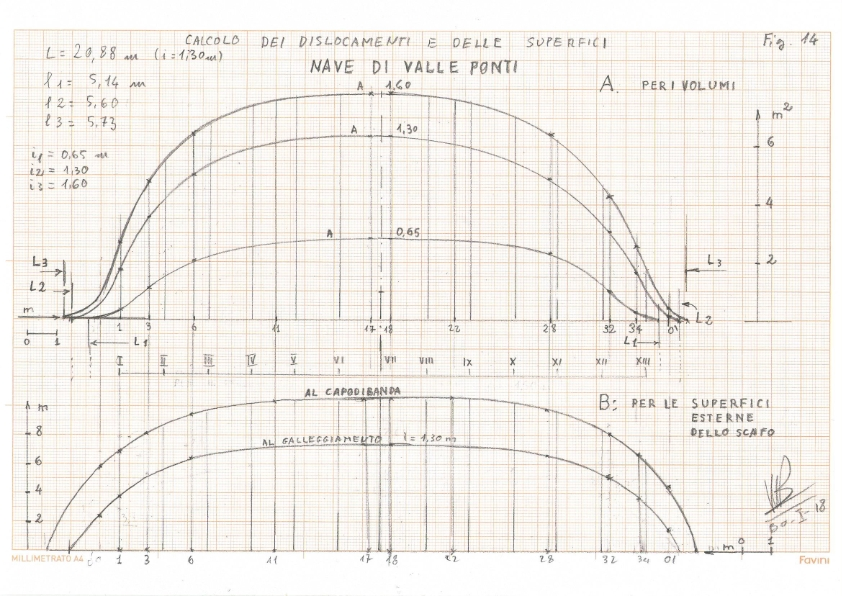 CALCOLO DEI DISLOCAMENTI E DELLE SUPERFICI
Fig. 14
L = 20,88 m (i = 1,30 m)
NAVE DI VALLE PONTI
l1 = 5,14 m
l2 = 5,60
l3 = 5,73
A. PER I VOLUMI
A 1,60
m²
i1 = 0,65 m
i2 = 1,30
i3 = 1,60
A 1,30
6
4
A 0,65
2
L3
L3
L2
L2
m
1 3 6 11 17 18 22 28 32 34 01
0 1
L1
L1
I II III IV V VI VII VIII IX X XI XII XIII
AL CAPODIBANDA
B: PER LE SUPERFICI
ESTERNE
DELLO SCAFO
m
8
AL GALLEGGIAMENTO i = 1,30 m
6
4
2
m 0 1
MILLIMETRATO A4
1 3 6 11 17 18 22 28 32 34 01
Favini